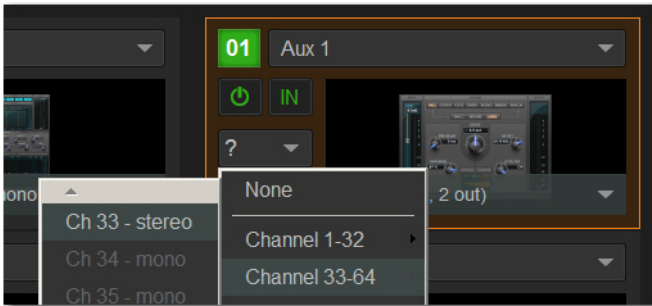 01 Aux 1
IN
?
ono
, 2 out)
None
Channel 1-32
Channel 33-64
Ch 33 - stereo
Ch 34 - mono
Ch 35 - mono